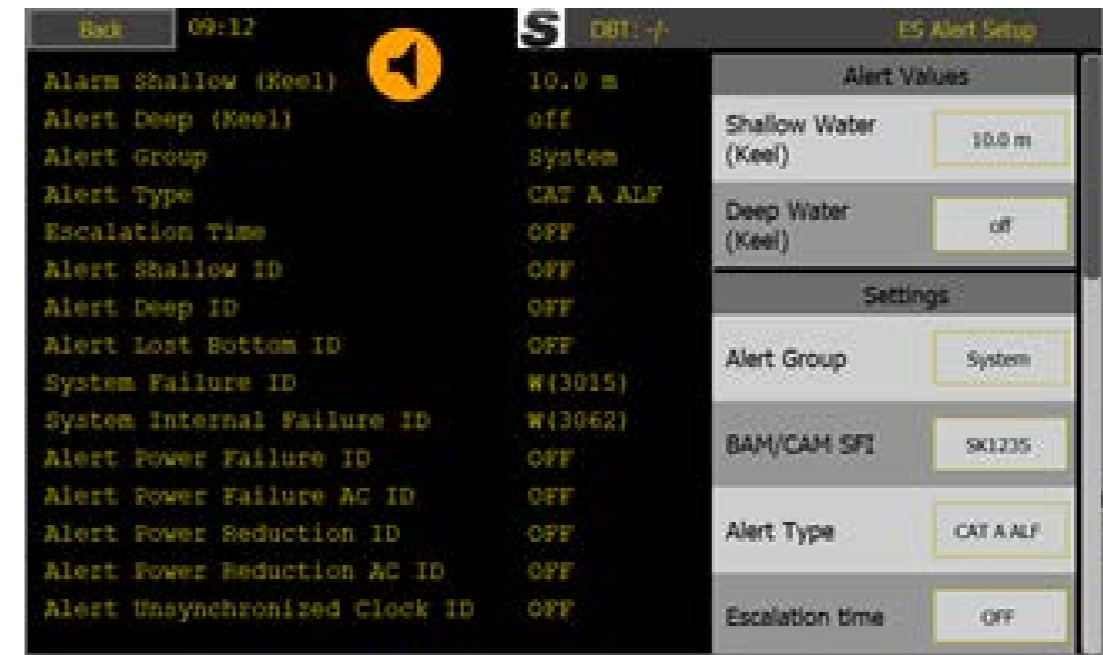 Back 09:12 S DBT: -/- ES Alert Setup
Alarm Shallow (Keel) 10.0 m
Alert Deep (Keel) off
Alert Group System
Alert Type CAT A ALF
Escalation Time OFF
Alert Shallow ID OFF
Alert Deep ID OFF
Alert Lost Bottom ID OFF
System Failure ID W(3015)
System Internal Failure ID W(3062)
Alert Power Failure ID OFF
Alert Power Failure AC ID OFF
Alert Power Reduction ID OFF
Alert Power Reduction AC ID OFF
Alert Unsynchronized Clock ID OFF
Alert Values
Shallow Water
(Keel) 10.0 m
Deep Water
(Keel) off
Settings
Alert Group System
BAM/CAM SFI SK1235
Alert Type CAT A ALF
Escalation time OFF